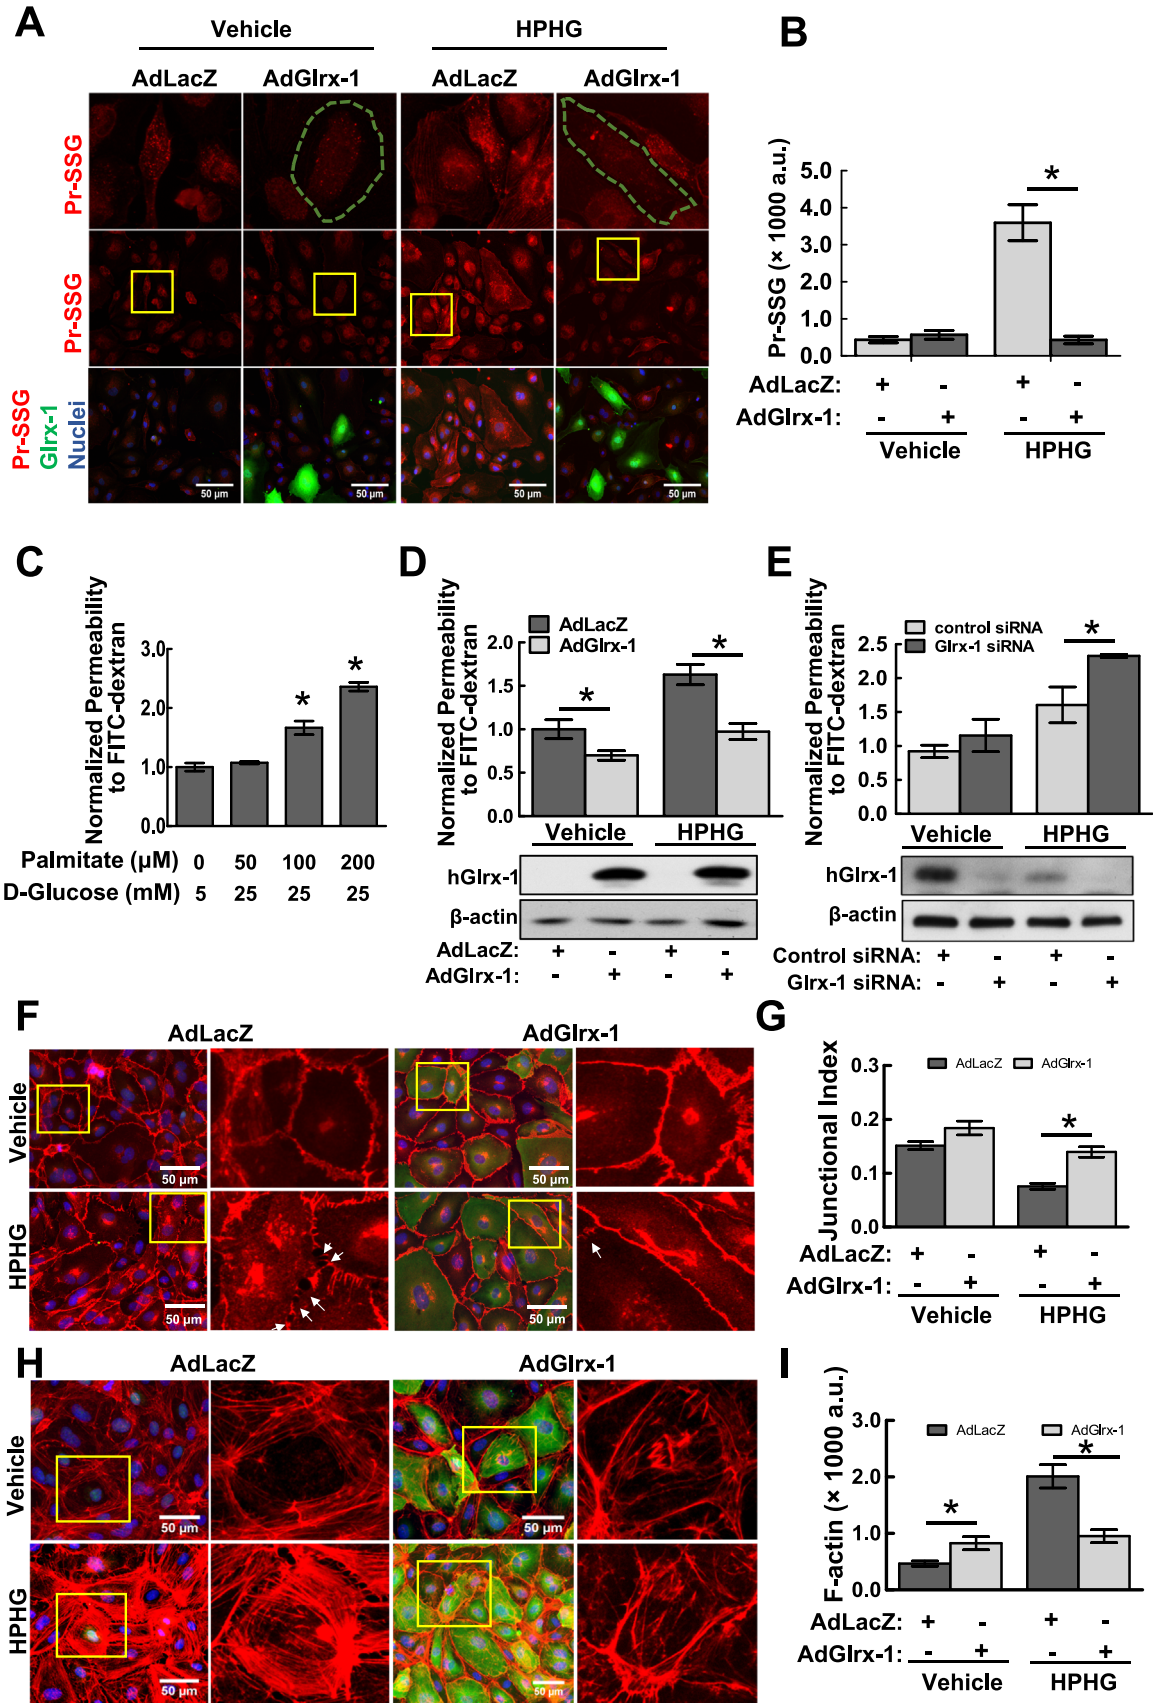 A
Vehicle
HPHG
AdLacZ
AdGlrx-1
AdLacZ
AdGlrx-1
Pr-SSG
Pr-SSG
Pr-SSG
Glrx-1
Nuclei
50 µm
50 µm
50 µm
50 µm
B
Pr-SSG (× 1000 a.u.)
5.0
4.0
3.0
2.0
1.0
0.0
*
AdLacZ: + - + -
AdGlrx-1: - + - +
Vehicle
HPHG
C
Normalized Permeability
to FITC-dextran
3.0
2.0
1.0
0.0
*
*
Palmitate (µM) 0 50 100 200
D-Glucose (mM) 5 25 25 25
D
Normalized Permeability
to FITC-dextran
2.0
1.5
1.0
0.5
0.0
AdLacZ
AdGlrx-1
*
*
Vehicle
HPHG
hGlrx-1
β-actin
AdLacZ: + - + -
AdGlrx-1: - + - +
E
Normalized Permeability
to FITC-dextran
2.5
2.0
1.5
1.0
0.5
0.0
control siRNA
Glrx-1 siRNA
*
Vehicle
HPHG
hGlrx-1
β-actin
Control siRNA: + - + -
Glrx-1 siRNA: - + - +
F
AdLacZ
AdGlrx-1
Vehicle
HPHG
50 µm
50 µm
50 µm
50 µm
G
Junctional Index
0.3
0.2
0.1
0.0
AdLacZ
AdGlrx-1
*
AdLacZ: + - + -
AdGlrx-1: - + - +
Vehicle
HPHG
H
AdLacZ
AdGlrx-1
Vehicle
HPHG
50 µm
50 µm
50 µm
50 µm
I
F-actin (× 1000 a.u.)
3.0
2.0
1.0
0.0
AdLacZ
AdGlrx-1
*
*
AdLacZ: + - + -
AdGlrx-1: - + - +
Vehicle
HPHG